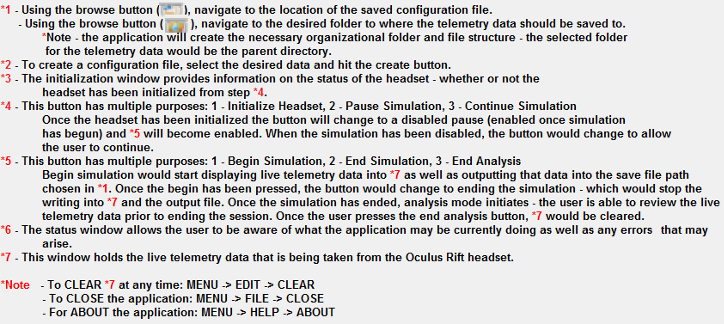 *1 - Using the browse button ( ), navigate to the location of the saved configuration file.
- Using the browse button ( ), navigate to the desired folder to where the telemetry data should be saved to.
*Note - the application will create the necessary organizational folder and file structure - the selected folder
for the telemetry data would be the parent directory.
*2 - To create a configuration file, select the desired data and hit the create button.
*3 - The initialization window provides information on the status of the headset - whether or not the
headset has been initialized from step *4.
*4 - This button has multiple purposes: 1 - Initialize Headset, 2 - Pause Simulation, 3 - Continue Simulation
Once the headset has been initialized the button will change to a disabled pause (enabled once simulation
has begun) and *5 will become enabled. When the simulation has been disabled, the button would change to allow
the user to continue.
*5 - This button has multiple purposes: 1 - Begin Simulation, 2 - End Simulation, 3 - End Analysis
Begin simulation would start displaying live telemetry data into *7 as well as outputting that data into the save file path
chosen in *1. Once the begin has been pressed, the button would change to ending the simulation - which would stop the
writing into *7 and the output file. Once the simulation has ended, analysis mode initiates - the user is able to review the live
telemetry data prior to ending the session. Once the user presses the end analysis button, *7 would be cleared.
*6 - The status window allows the user to be aware of what the application may be currently doing as well as any errors that may
arise.
*7 - This window holds the live telemetry data that is being taken from the Oculus Rift headset.
*Note - To CLEAR *7 at any time: MENU -> EDIT -> CLEAR
- To CLOSE the application: MENU -> FILE -> CLOSE
- For ABOUT the application: MENU -> HELP -> ABOUT